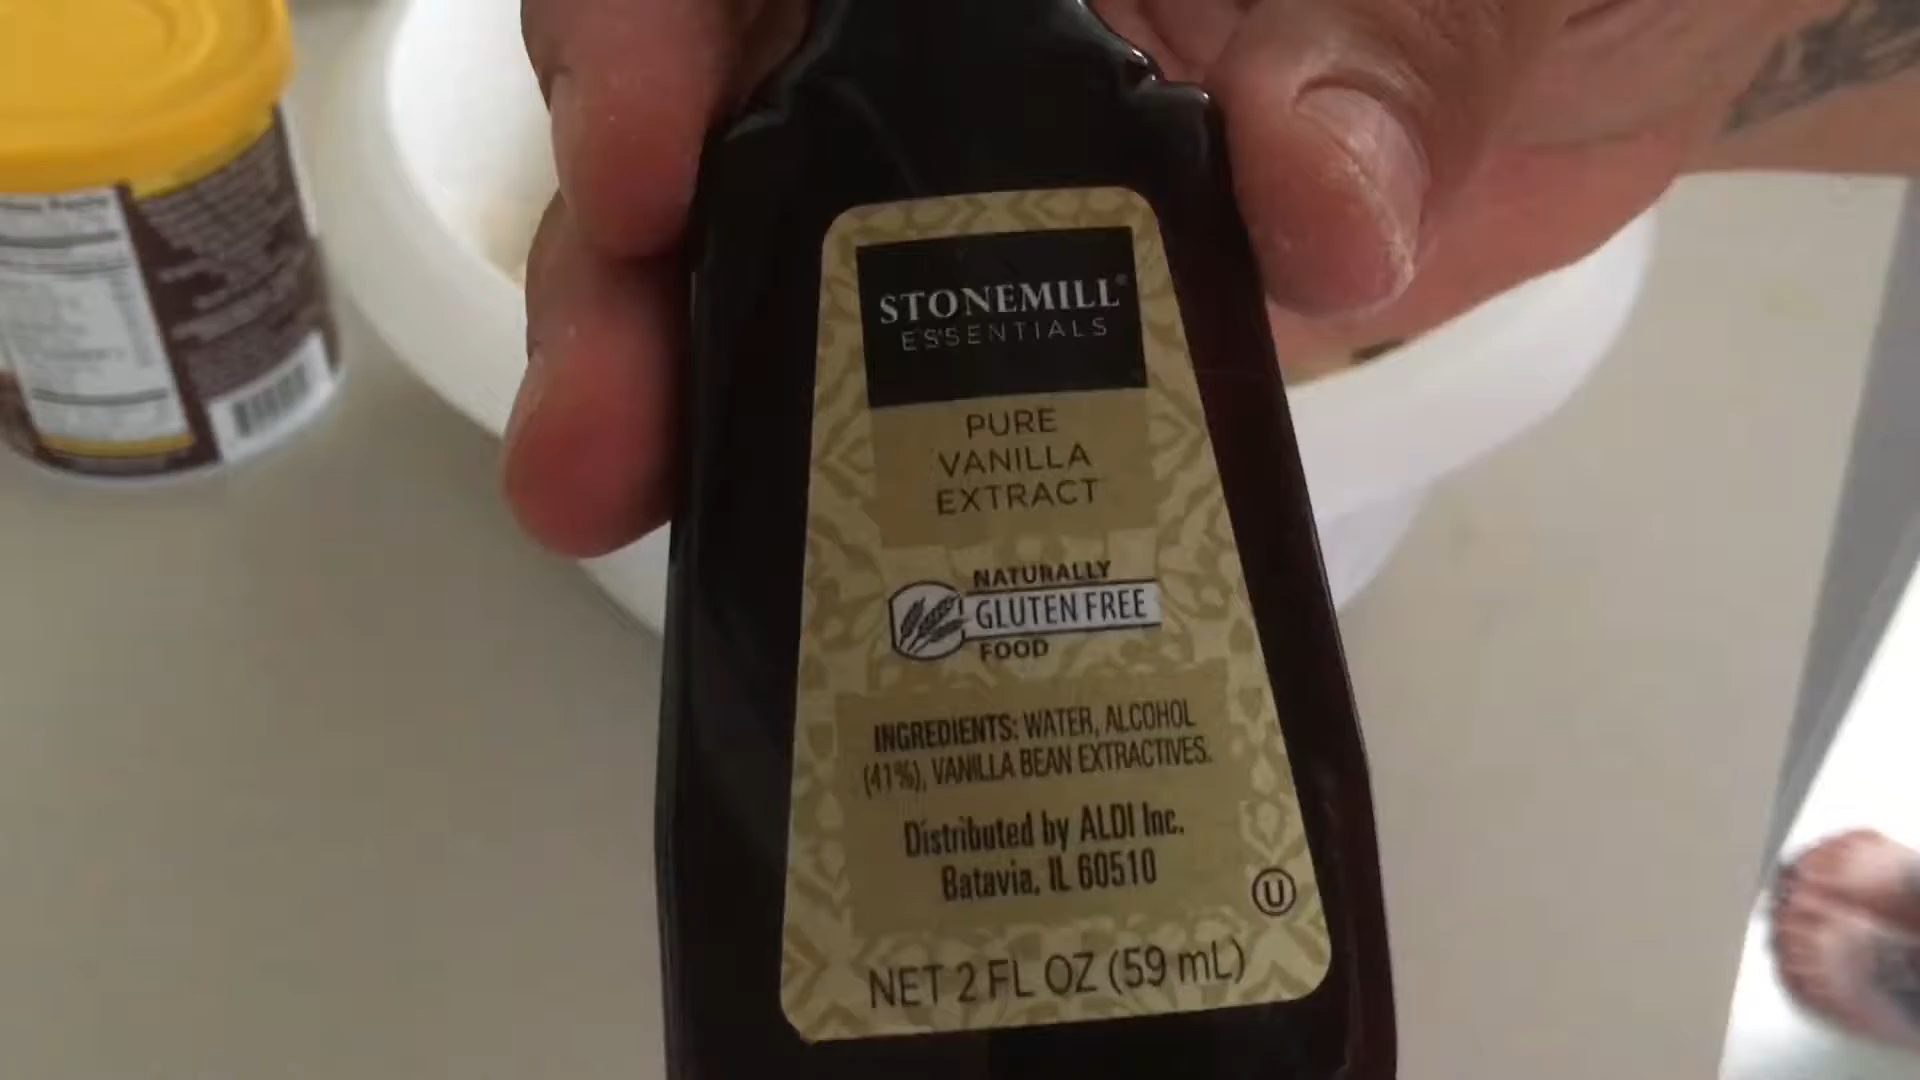 STONEMILL®
ESSENTIALS
PURE
VANILLA
EXTRACT
NATURALLY
GLUTEN FREE
FOOD
INGREDIENTS: WATER, ALCOHOL
(41%), VANILLA BEAN EXTRACTIVES.
Distributed by ALDI Inc.
Batavia, IL 60510
U
NET 2 FL OZ (59 mL)